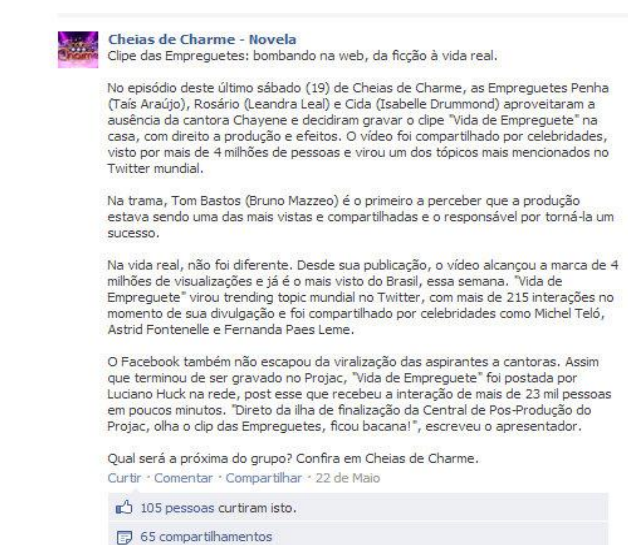 Cheias de Charme - Novela
Clipe das Empreguetes: bombando na web, da ficção à vida real.
No episódio deste último sábado (19) de Cheias de Charme, as Empreguetes Penha
(Taís Araújo), Rosário (Leandra Leal) e Cida (Isabelle Drummond) aproveitaram a
ausência da cantora Chayene e decidiram gravar o clipe "Vida de Empreguete" na
casa, com direito a produção e efeitos. O vídeo foi compartilhado por celebridades,
visto por mais de 4 milhões de pessoas e virou um dos tópicos mais mencionados no
Twitter mundial.
Na trama, Tom Bastos (Bruno Mazzeo) é o primeiro a perceber que a produção
estava sendo uma das mais vistas e compartilhadas e o responsável por torná-la um
sucesso.
Na vida real, não foi diferente. Desde sua publicação, o vídeo alcançou a marca de 4
milhões de visualizações e já é o mais visto do Brasil, essa semana. "Vida de
Empreguete" virou trending topic mundial no Twitter, com mais de 215 interações no
momento de sua divulgação e foi compartilhado por celebridades como Michel Teló,
Astrid Fontenelle e Fernanda Paes Leme.
O Facebook também não escapou da viralização das aspirantes a cantoras. Assim
que terminou de ser gravado no Projac, "Vida de Empreguete" foi postada por
Luciano Huck na rede, post esse que recebeu a interação de mais de 23 mil pessoas
em poucos minutos. "Direto da ilha de finalização da Central de Pos-Produção do
Projac, olha o clip das Empreguetes, ficou bacana!", escreveu o apresentador.
Qual será a próxima do grupo? Confira em Cheias de Charme.
Curtir · Comentar · Compartilhar · 22 de Maio
105 pessoas curtiram isto.
65 compartilhamentos